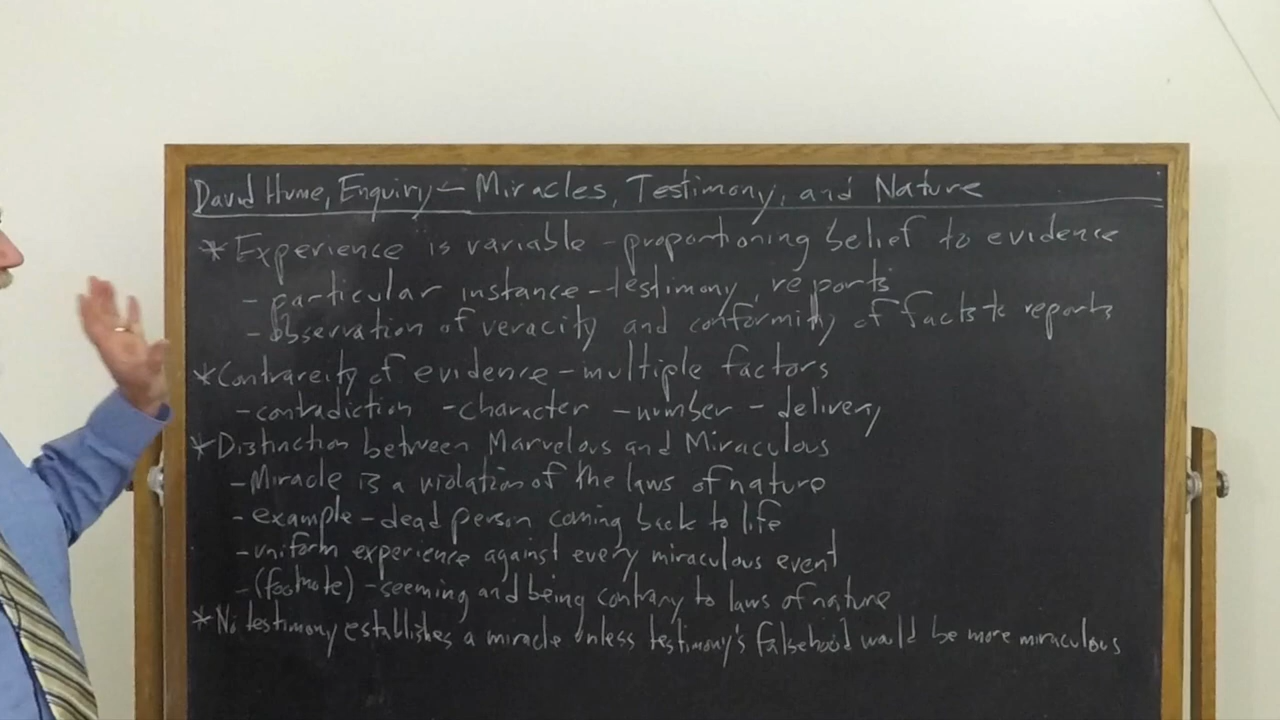 David Hume, Enquiry - Miracles, Testimony, and Nature
* Experience is variable - proportioning belief to evidence
- particular instance - testimony, reports
- observation of veracity and conformity of facts to reports
* Contrareity of evidence - multiple factors
- contradiction - character - number - delivery
* Distinction between Marvelous and Miraculous
- Miracle is a violation of the laws of nature
- example - dead person coming back to life
- uniform experience against every miraculous event
- (footnote) - seeming and being contrary to laws of nature
* No testimony establishes a miracle unless testimony's falsehood would be more miraculous